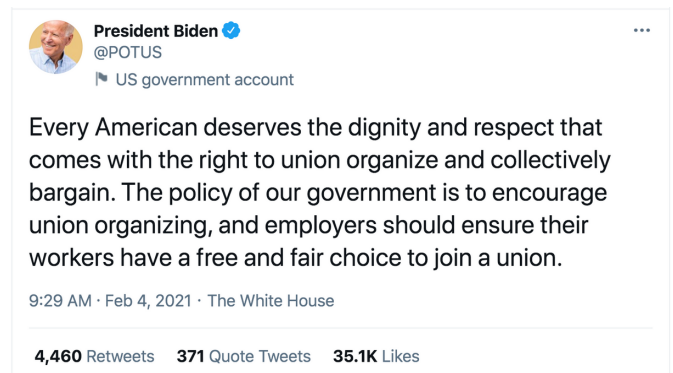 President Biden
@POTUS
US government account
Every American deserves the dignity and respect that
comes with the right to union organize and collectively
bargain. The policy of our government is to encourage
union organizing, and employers should ensure their
workers have a free and fair choice to join a union.
9:29 AM · Feb 4, 2021 · The White House
4,460 Retweets 371 Quote Tweets 35.1K Likes